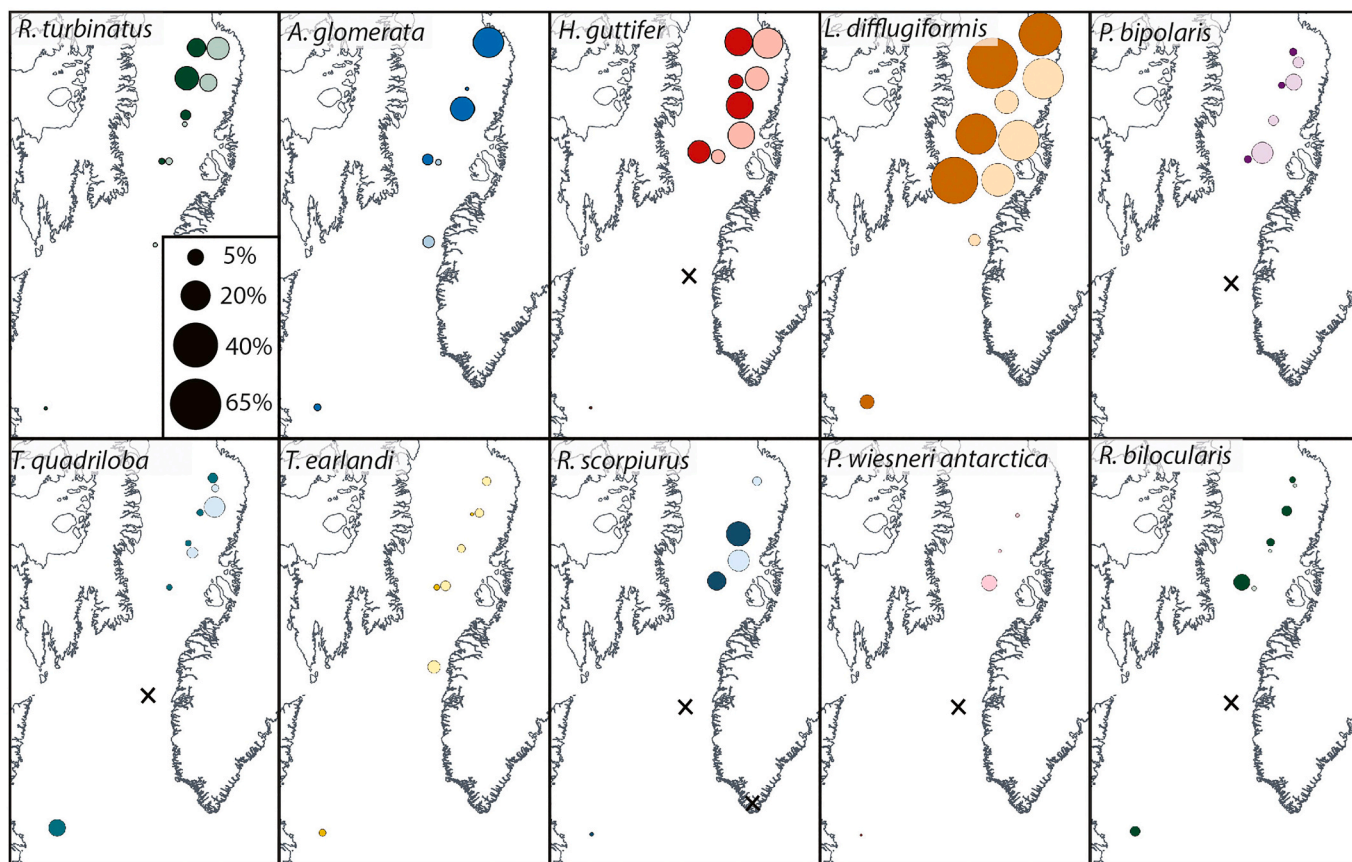 R. turbinatus
A. glomerata
H. guttifer
L. difflugiformis
P. bipolaris
5%
20%
40%
65%
T. quadriloba
T. earlandi
R. scorpiurus
P. wiesneri antarctica
R. bilocularis